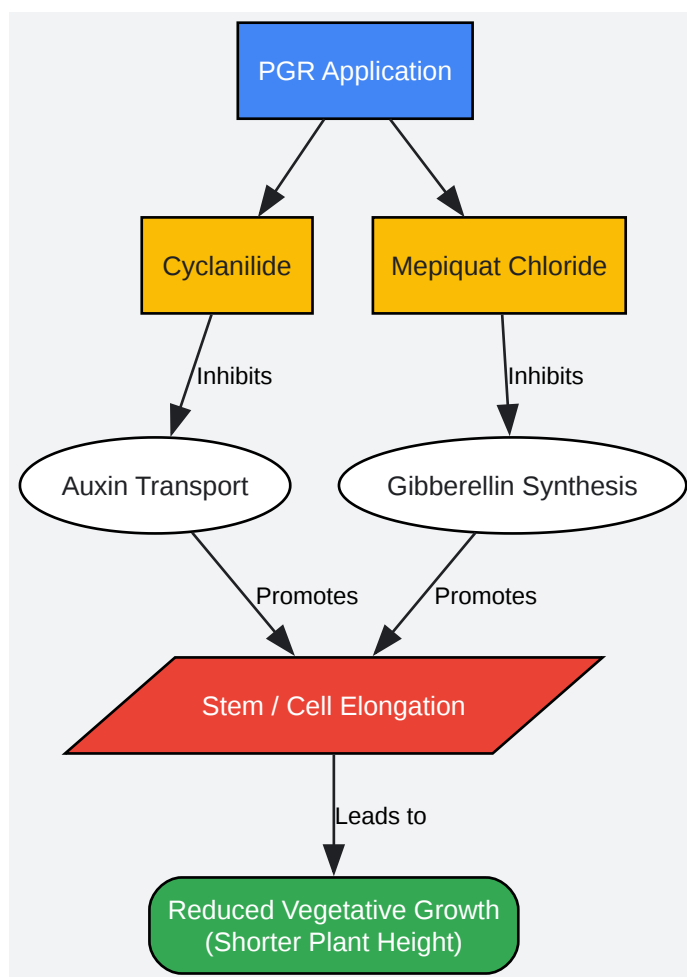 PGR Application
Cyclanilide
Mepiquat Chloride
Inhibits
Inhibits
Auxin Transport
Gibberellin Synthesis
Promotes
Promotes
Stem / Cell Elongation
Leads to
Reduced Vegetative Growth
(Shorter Plant Height)